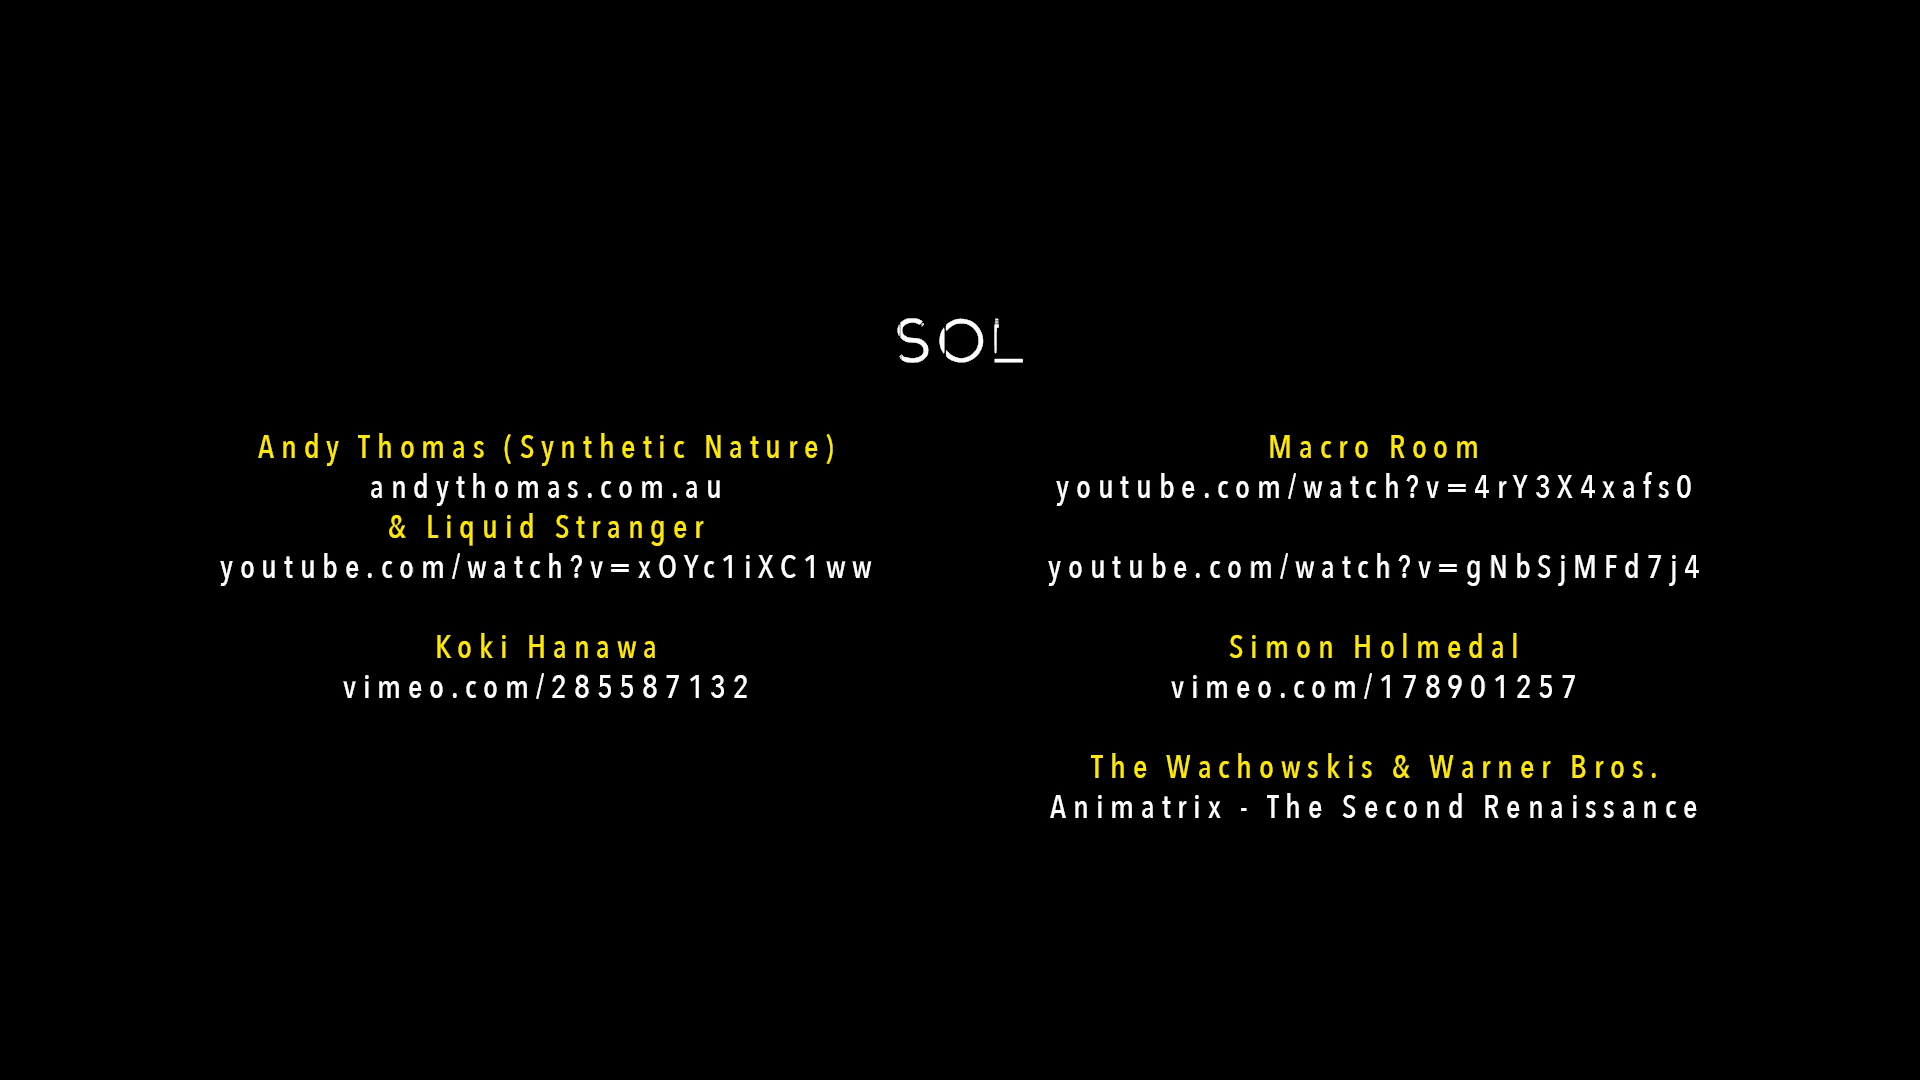 SOL
Andy Thomas (Synthetic Nature)
andythomas.com.au
& Liquid Stranger
youtube.com/watch?v=xOYc1iXC1ww
Koki Hanawa
vimeo.com/285587132
Macro Room
youtube.com/watch?v=4rY3X4xafs0
youtube.com/watch?v=gNbSjMFd7j4
Simon Holmedal
vimeo.com/178901257
The Wachowskis & Warner Bros.
Animatrix - The Second Renaissance